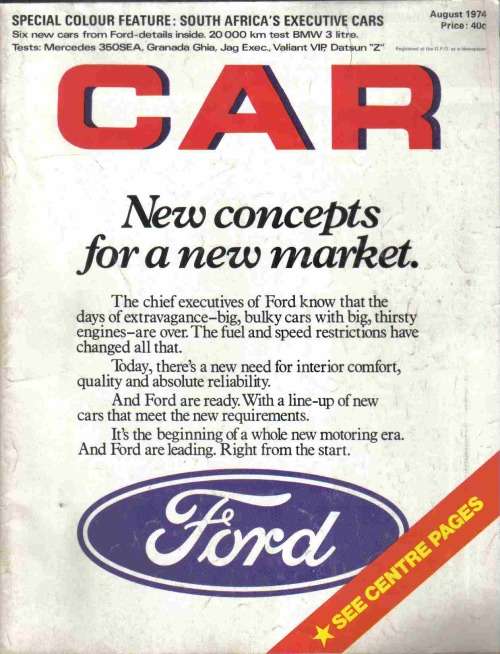 SPECIAL COLOUR FEATURE: SOUTH AFRICA'S EXECUTIVE CARS
Six new cars from Ford-details inside. 20 000 km test BMW 3 litre.
Tests: Mercedes 350SEA, Granada Ghia, Jag Exec., Valiant VIP, Datsun "Z"
August 1974
Price: 40c
Registered at the G.P.O. as a Newspaper
CAR
New concepts
for a new market.
The chief executives of Ford know that the
days of extravagance–big, bulky cars with big, thirsty
engines–are over. The fuel and speed restrictions have
changed all that.
Today, there's a new need for interior comfort,
quality and absolute reliability.
And Ford are ready. With a line-up of new
cars that meet the new requirements.
It's the beginning of a whole new motoring era.
And Ford are leading. Right from the start.
Ford
SEE CENTRE PAGES